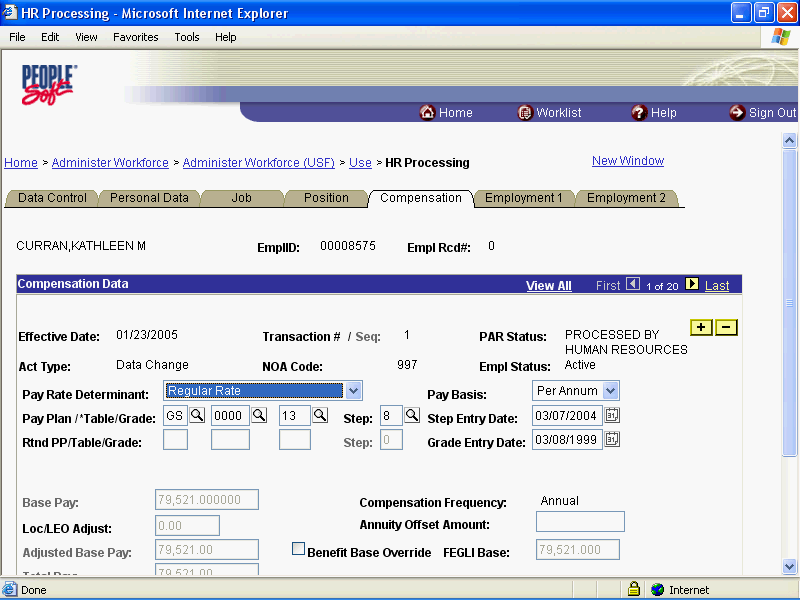 HR Processing - Microsoft Internet Explorer
File Edit View Favorites Tools Help
PEOPLE
Soft
Home Worklist Help Sign Out
Home > Administer Workforce > Administer Workforce (USF) > Use > HR Processing New Window
Data Control Personal Data Job Position Compensation Employment 1 Employment 2
CURRAN,KATHLEEN M EmplID: 00008575 Empl Rcd#: 0
Compensation Data View All First 1 of 20 Last
Effective Date: 01/23/2005 Transaction # / Seq: 1 PAR Status: PROCESSED BY
HUMAN RESOURCES
Act Type: Data Change NOA Code: 997 Empl Status: Active
Pay Rate Determinant: Regular Rate Pay Basis: Per Annum
Pay Plan /*Table/Grade: GS 0000 13 Step: 8 Step Entry Date: 03/07/2004
Rtnd PP/Table/Grade: Step: 0 Grade Entry Date: 03/08/1999
Base Pay: 79,521.000000 Compensation Frequency: Annual
Loc/LEO Adjust: 0.00 Annuity Offset Amount:
Adjusted Base Pay: 79,521.00 Benefit Base Override FEGLI Base: 79,521.000
Total Pay: 79,521.00
Done Internet